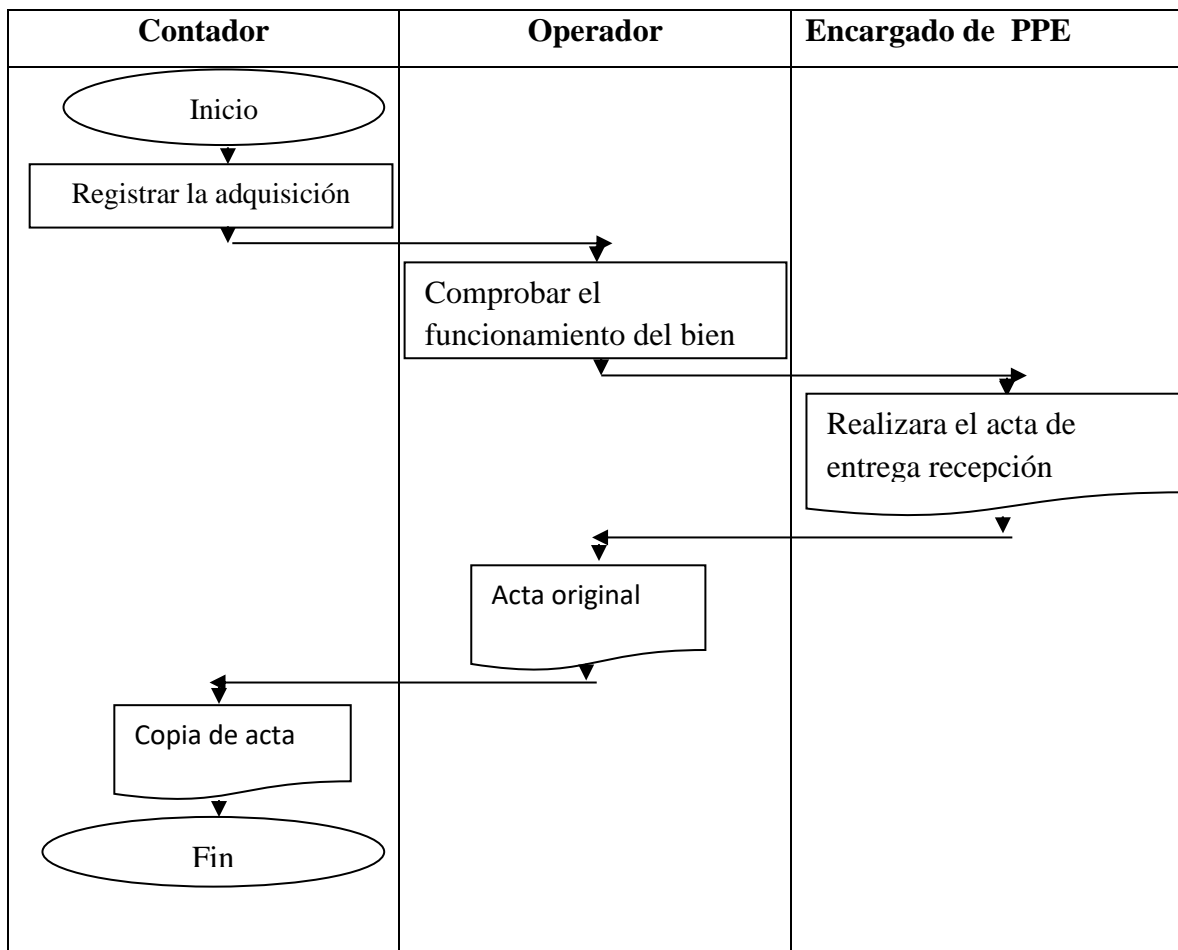 Contador
Operador
Encargado de PPE
Inicio
Registrar la adquisición
Comprobar el
funcionamiento del bien
Realizara el acta de
entrega recepción
Acta original
Copia de acta
Fin